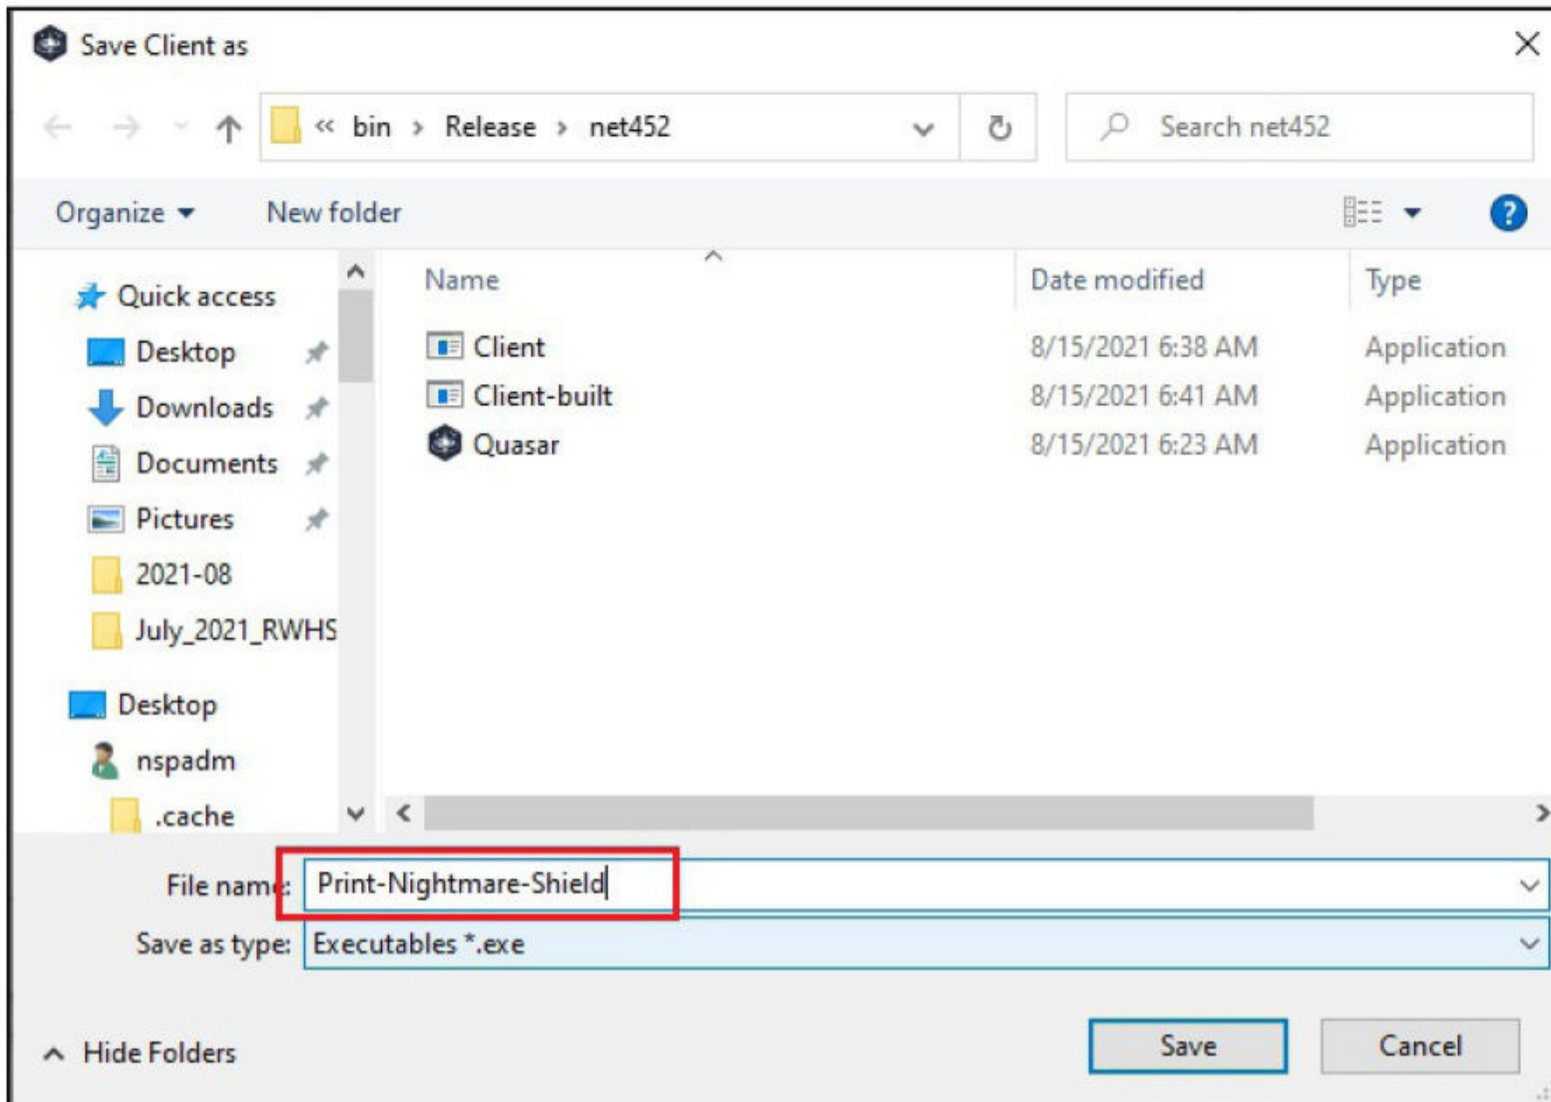 Save Client as
« bin > Release > net452
Search net452
Organize
New folder
Quick access
Desktop
Downloads
Documents
Pictures
2021-08
July_2021_RWHS
Desktop
nspadm
.cache
Name Date modified Type
Client 8/15/2021 6:38 AM Application
Client-built 8/15/2021 6:41 AM Application
Quasar 8/15/2021 6:23 AM Application
File name: Print-Nightmare-Shield
Save as type: Executables *.exe
Hide Folders
Save
Cancel